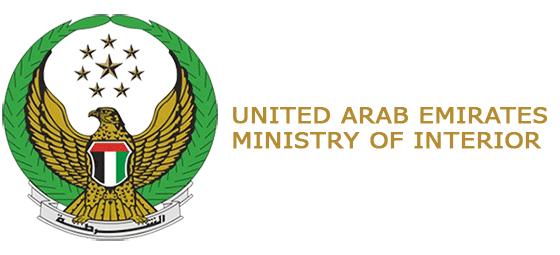 UNITED ARAB EMIRATES
MINISTRY OF INTERIOR
الشرطة